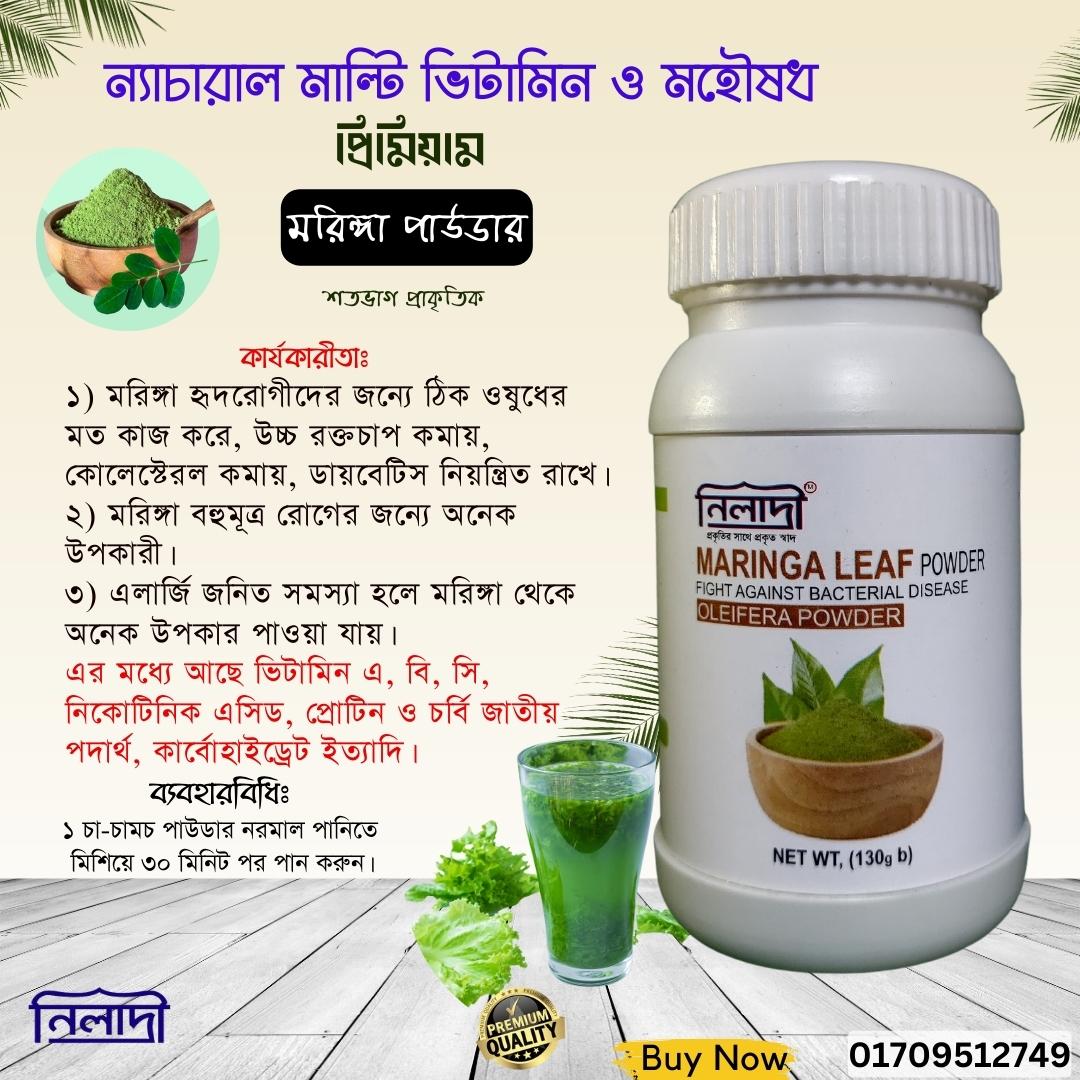 ন্যাচারাল মাল্টি ভিটামিন ও মহৌষধ
প্রিমিয়াম
মরিঙ্গা পাউডার
শতভাগ প্রাকৃতিক
কার্যকারীতাঃ
১) মরিঙ্গা হৃদরোগীদের জন্যে ঠিক ওষুধের
মত কাজ করে, উচ্চ রক্তচাপ কমায়,
কোলেস্টেরল কমায়, ডায়বেটিস নিয়ন্ত্রিত রাখে।
২) মরিঙ্গা বহুমূত্র রোগের জন্যে অনেক
উপকারী।
৩) এলার্জি জনিত সমস্যা হলে মরিঙ্গা থেকে
অনেক উপকার পাওয়া যায়।
এর মধ্যে আছে ভিটামিন এ, বি, সি,
নিকোটিনিক এসিড, প্রোটিন ও চর্বি জাতীয়
পদার্থ, কার্বোহাইড্রেট ইত্যাদি।
ব্যবহারবিধিঃ
১ চা-চামচ পাউডার নরমাল পানিতে
মিশিয়ে ৩০ মিনিট পর পান করুন।
নিলাদ্রী
প্রকৃতির সাথে প্রকৃত স্বাদ
MARINGA LEAF POWDER
FIGHT AGAINST BACTERIAL DISEASE
OLEIFERA POWDER
NET WT, (130g b)
নিলাদ্রী
PREMIUM
QUALITY
Buy Now
01709512749